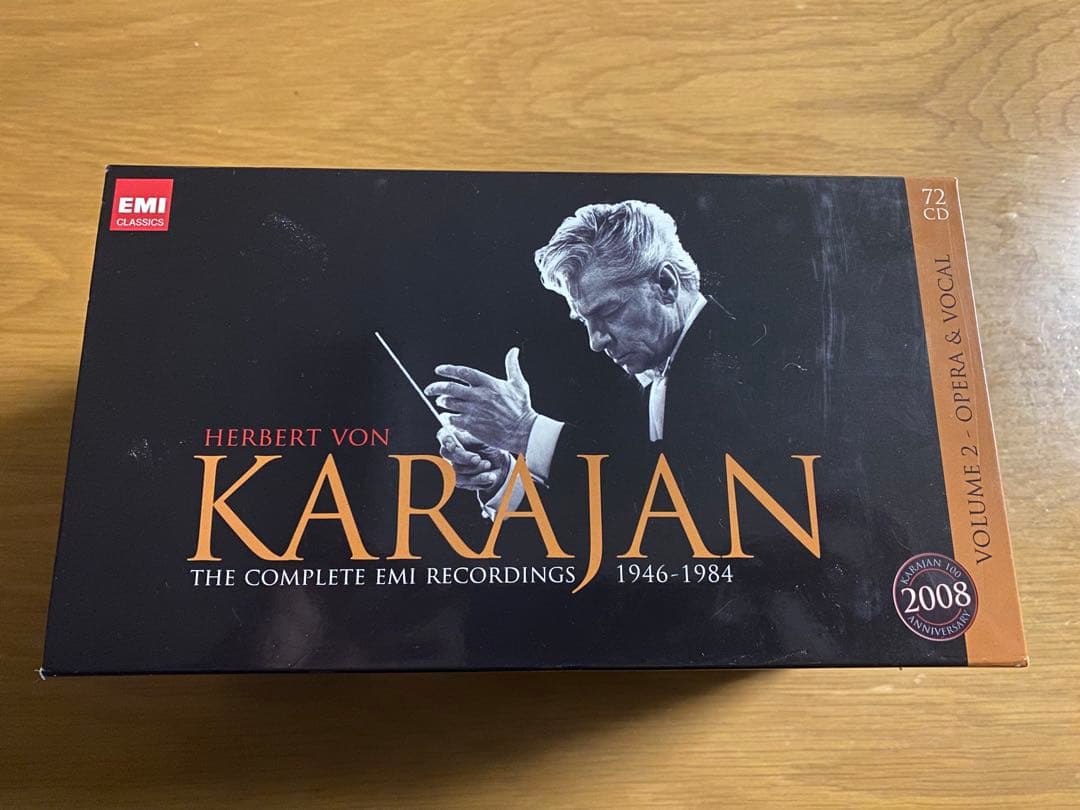 EMI
CLASSICS
72
CD
VOLUME 2 - OPERA & VOCAL
HERBERT VON
KARAJAN
THE COMPLETE EMI RECORDINGS 1946-1984
KARAJAN 100
2008
ANNIVERSARY